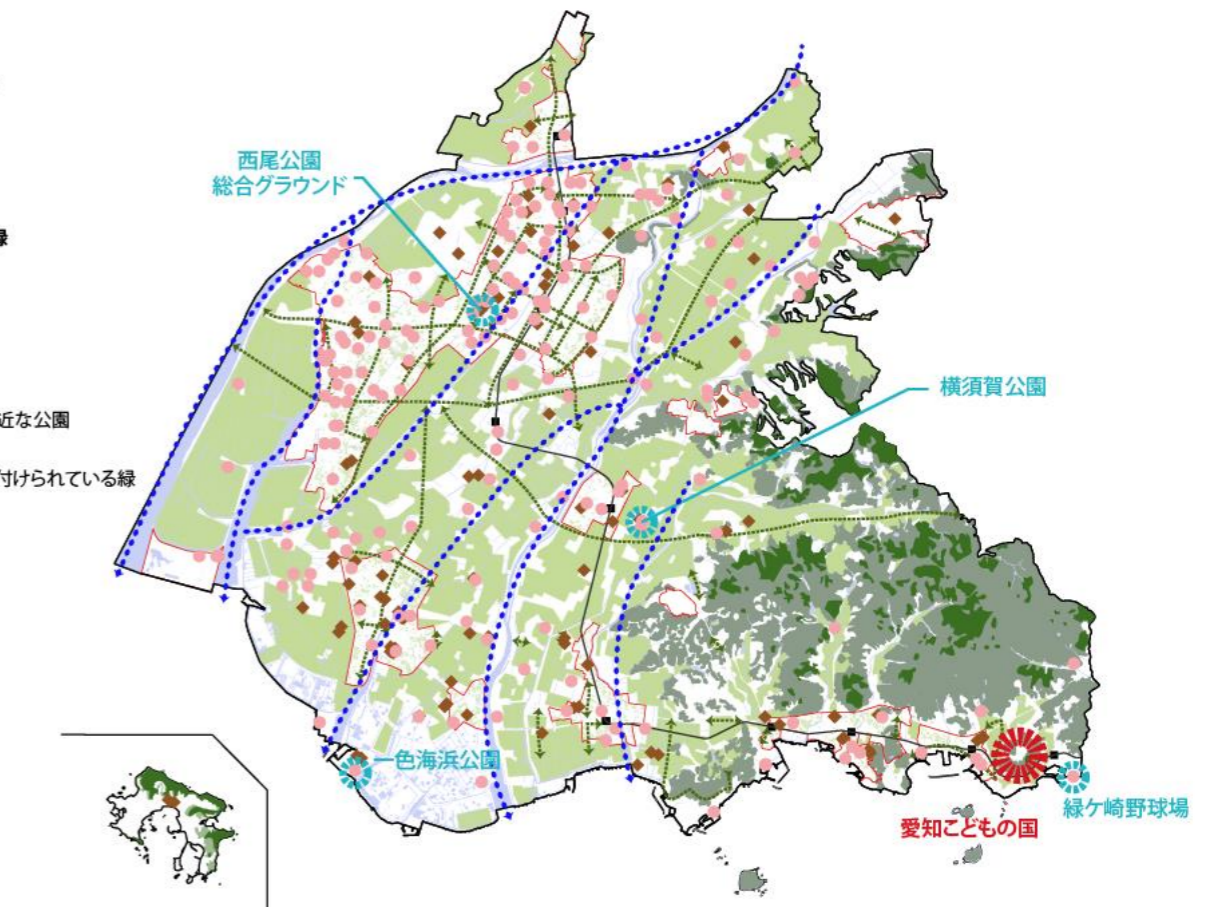 西尾公園
総合グラウンド
緑
横須賀公園
近な公園
付けられている緑
色海浜公園
緑ケ崎野球場
愛知こどもの国